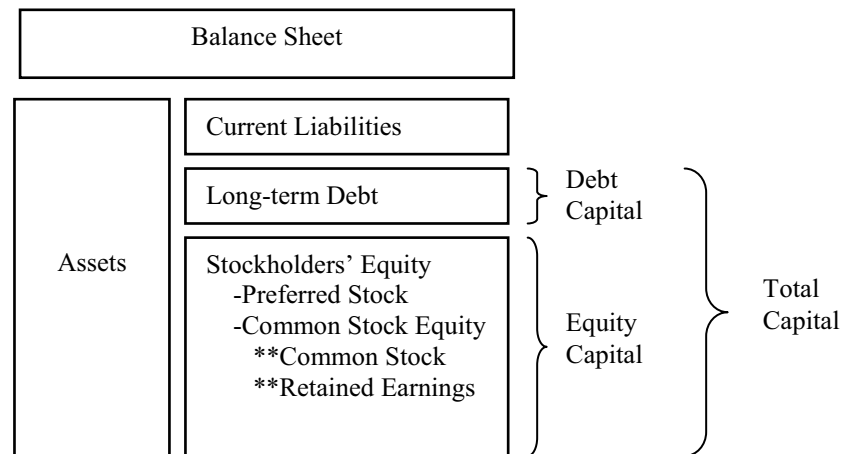 Balance Sheet
Current Liabilities
Long-term Debt
Debt
Capital
Assets
Stockholders’ Equity
-Preferred Stock
-Common Stock Equity
**Common Stock
**Retained Earnings
Equity
Capital
Total
Capital